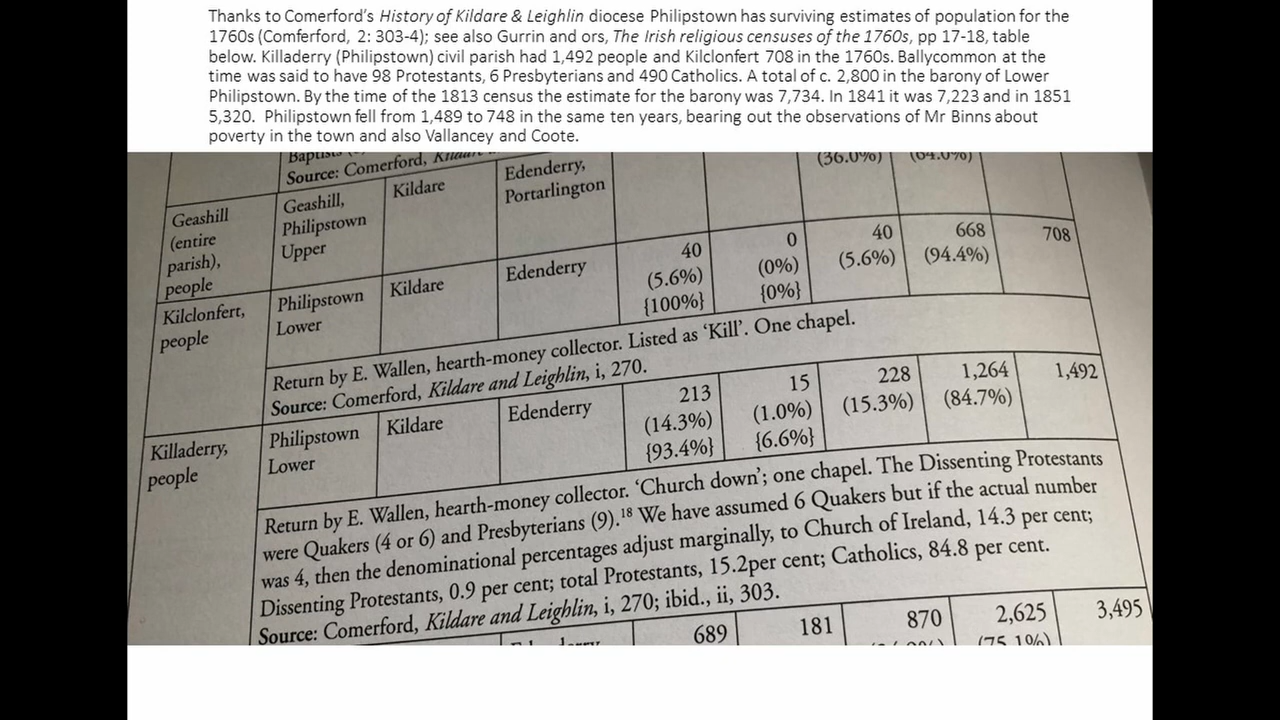 Thanks to Comerford's History of Kildare & Leighlin diocese Philipstown has surviving estimates of population for the
1760s (Comferford, 2: 303-4); see also Gurrin and ors, The Irish religious censuses of the 1760s, pp 17-18, table
below. Killaderry (Philipstown) civil parish had 1,492 people and Kilclonfert 708 in the 1760s. Ballycommon at the
time was said to have 98 Protestants, 6 Presbyterians and 490 Catholics. A total of c. 2,800 in the barony of Lower
Philipstown. By the time of the 1813 census the estimate for the barony was 7,734. In 1841 it was 7,223 and in 1851
5,320. Philipstown fell from 1,489 to 748 in the same ten years, bearing out the observations of Mr Binns about
poverty in the town and also Vallancey and Coote.
Baptists
Source: Comerford, Kildare
(36.0%) (64.0%)
Geashill
(entire
parish),
people
Geashill,
Philipstown
Upper
Kildare
Edenderry,
Portarlington
Kilclonfert,
people
Philipstown
Lower
Kildare
Edenderry
40
(5.6%)
{100%}
0
(0%)
{0%}
40
(5.6%)
668
(94.4%)
708
Return by E. Wallen, hearth-money collector. Listed as 'Kill'. One chapel.
Source: Comerford, Kildare and Leighlin, i, 270.
Killaderry,
people
Philipstown
Lower
Kildare
Edenderry
213
(14.3%)
{93.4%}
15
(1.0%)
{6.6%}
228
(15.3%)
1,264
(84.7%)
1,492
Return by E. Wallen, hearth-money collector. 'Church down'; one chapel. The Dissenting Protestants
were Quakers (4 or 6) and Presbyterians (9).18 We have assumed 6 Quakers but if the actual number
was 4, then the denominational percentages adjust marginally, to Church of Ireland, 14.3 per cent;
Dissenting Protestants, 0.9 per cent; total Protestants, 15.2per cent; Catholics, 84.8 per cent.
Source: Comerford, Kildare and Leighlin, i, 270; ibid., ii, 303.
689
181
870
2,625
(75.1%)
3,495